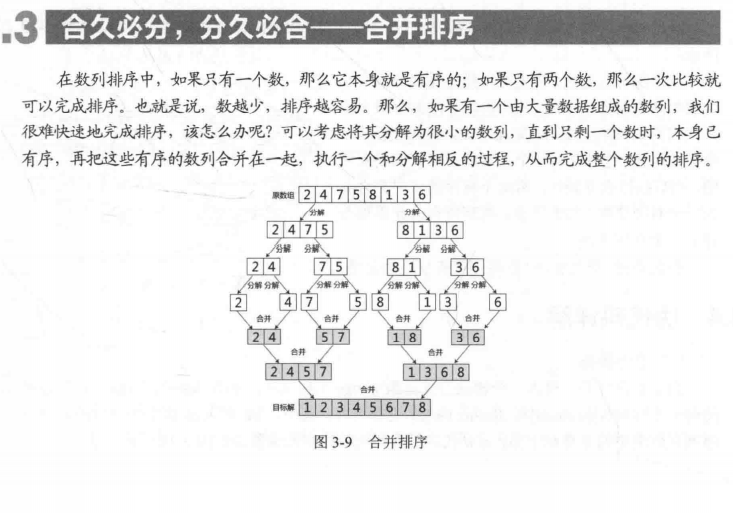 .3 合久必分，分久必合——合并排序
在数列排序中，如果只有一个数，那么它本身就是有序的；如果只有两个数，那么一次比较就
可以完成排序。也就是说，数越少，排序越容易。那么，如果有一个由大量数据组成的数列，我们
很难快速地完成排序，该怎么办呢？可以考虑将其分解为很小的数列，直到只剩一个数时，本身已
有序，再把这些有序的数列合并在一起，执行一个和分解相反的过程，从而完成整个数列的排序。
原数组 2 4 7 5 8 1 3 6
分解 分解
2 4 7 5 8 1 3 6
分解 分解 分解 分解
2 4 7 5 8 1 3 6
分解 分解 分解 分解 分解 分解 分解 分解
2 4 7 5 8 1 3 6
合并 合并 合并 合并
2 4 5 7 1 8 3 6
合并 合并
2 4 5 7 1 3 6 8
合并
目标解 1 2 3 4 5 6 7 8
图 3-9 合并排序